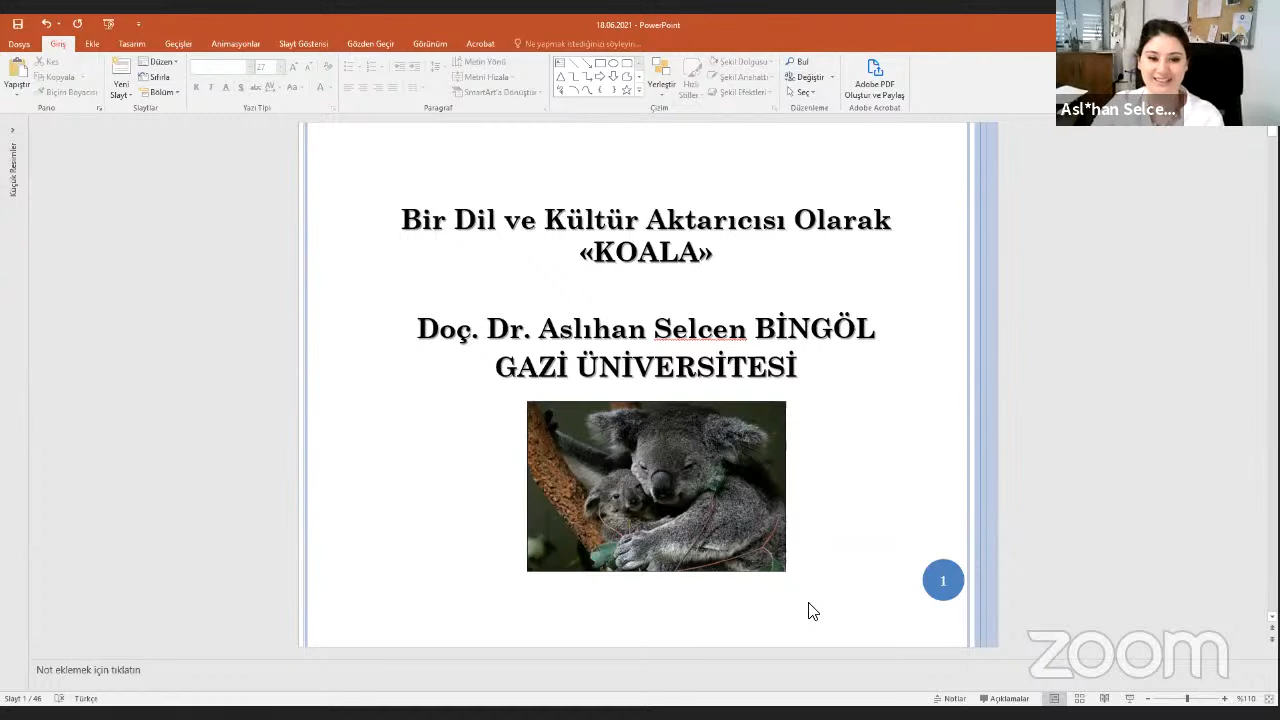 18.06.2021 - PowerPoint
Dosys Giriş Ekle Tasarım Geçişler Animasyonlar Slayt Gösterisi Gözden Geçir Görünüm Acrobat Ne yapmak istediğinizi söyleyin...
Yapıştır
Kes
Kopyala
Biçim Boyacısı
Pano
Yeni
Slayt
Düzen
Sıfırla
Bölüm
Slaytlar
27
Yazı Tipi
Metin Yönü
Metni Hizala
SmartArt'a Dönüştür
Paragraf
Yerleştir
Hızlı
Şekil Dolgusu
Şekil Anahattı
Şekil Efektleri
Çizim
Bul
Değiştir
Seç
Düzenleme
Adobe PDF
Oluştur ve Paylaş
Adobe Acrobat
Asl*han Selce...
Küçük Resimler
Bir Dil ve Kültür Aktarıcısı Olarak
«KOALA»
Doç. Dr. Aslıhan Selcen BİNGÖL
GAZİ ÜNİVERSİTESİ
1
zoom
Not eklemek için tıklatın
Slayt 1 / 46 Türkçe Notlar Açıklamalar %110